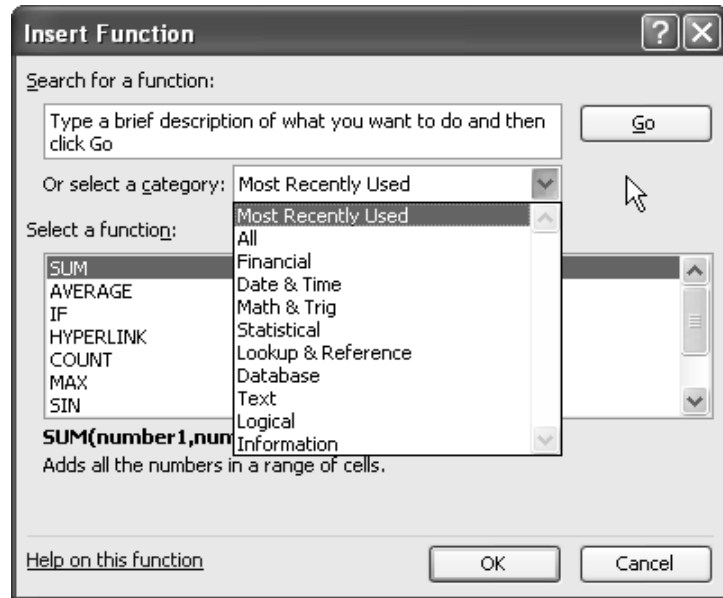 Insert Function
Search for a function:
Type a brief description of what you want to do and then
click Go
Go
Or select a category:
Most Recently Used
Most Recently Used
All
Financial
Date & Time
Math & Trig
Statistical
Lookup & Reference
Database
Text
Logical
Information
Select a function:
SUM
AVERAGE
IF
HYPERLINK
COUNT
MAX
SIN
SUM(number1,num
Adds all the numbers in a range of cells.
Help on this function
OK
Cancel